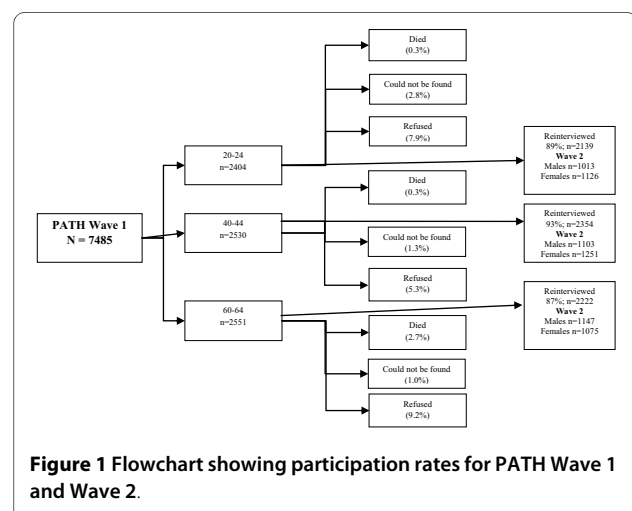 PATH Wave 1
N = 7485
20-24
n=2404
Died
(0.3%)
Could not be found
(2.8%)
Refused
(7.9%)
Reinterviewed
89%; n=2139
Wave 2
Males n=1013
Females n=1126
40-44
n=2530
Died
(0.3%)
Could not be found
(1.3%)
Refused
(5.3%)
Reinterviewed
93%; n=2354
Wave 2
Males n=1103
Females n=1251
60-64
n=2551
Died
(2.7%)
Could not be found
(1.0%)
Refused
(9.2%)
Reinterviewed
87%; n=2222
Wave 2
Males n=1147
Females n=1075
Figure 1 Flowchart showing participation rates for PATH Wave 1
and Wave 2.